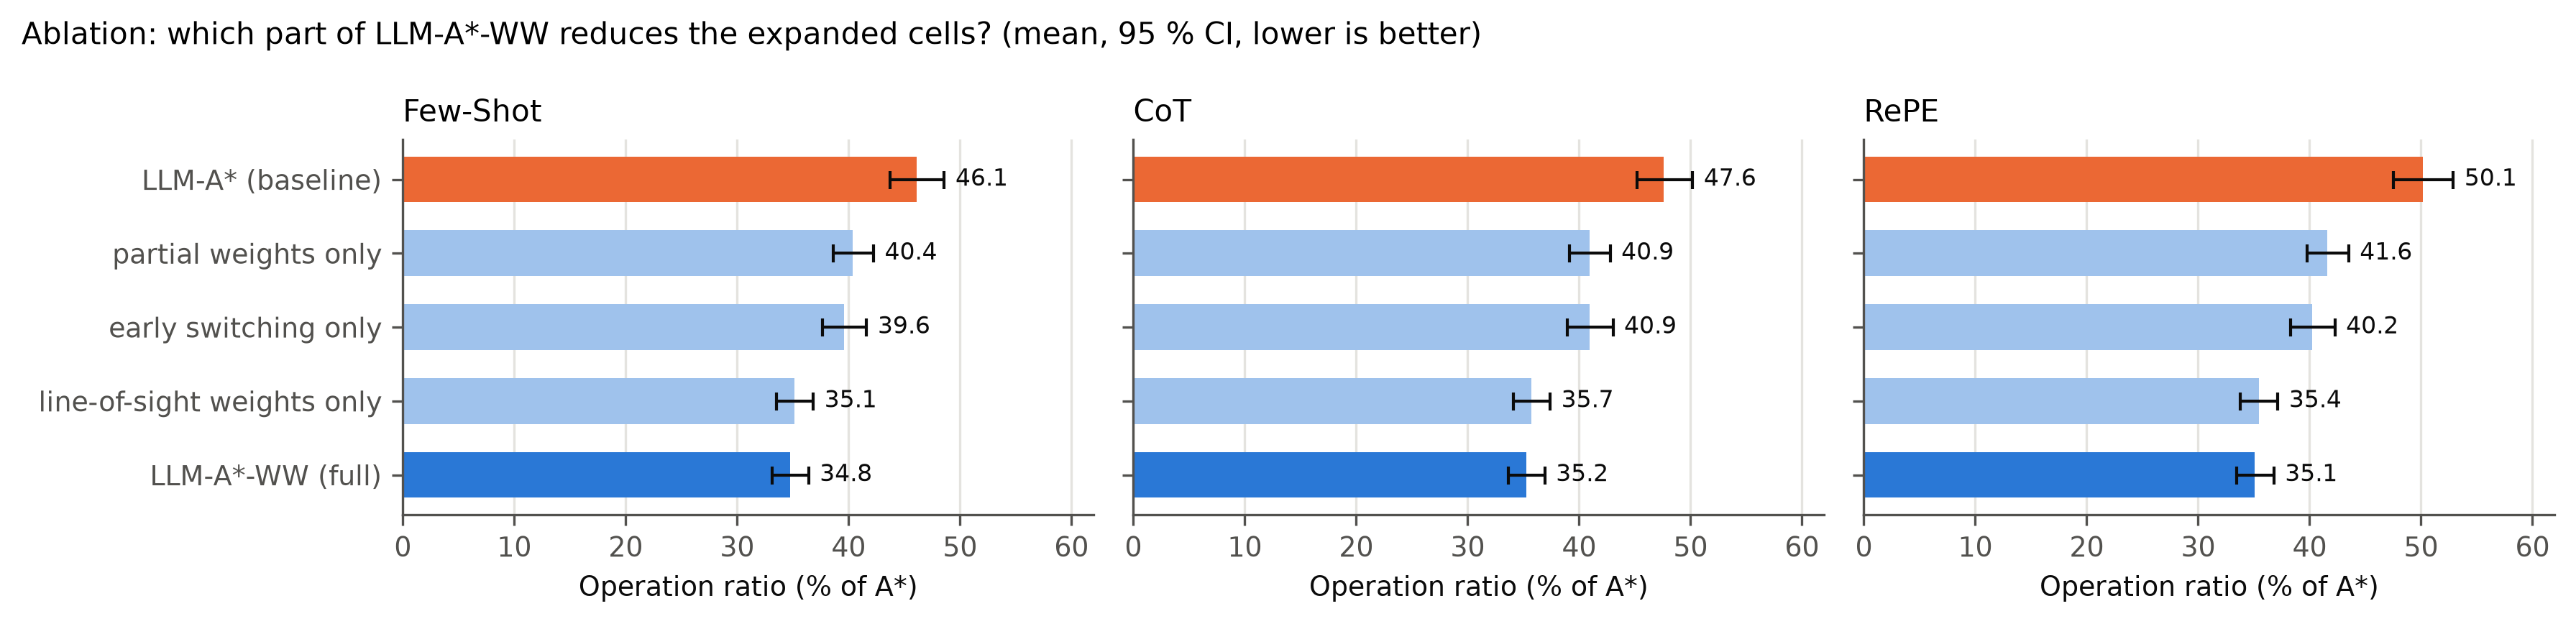 Ablation: which part of LLM-A*-WW reduces the expanded cells? (mean, 95 % CI, lower is better)
Few-Shot
CoT
RePE
LLM-A* (baseline)
46.1
47.6
50.1
partial weights only
40.4
40.9
41.6
early switching only
39.6
40.9
40.2
line-of-sight weights only
35.1
35.7
35.4
LLM-A*-WW (full)
34.8
35.2
35.1
0 10 20 30 40 50 60
0 10 20 30 40 50 60
0 10 20 30 40 50 60
Operation ratio (% of A*)
Operation ratio (% of A*)
Operation ratio (% of A*)